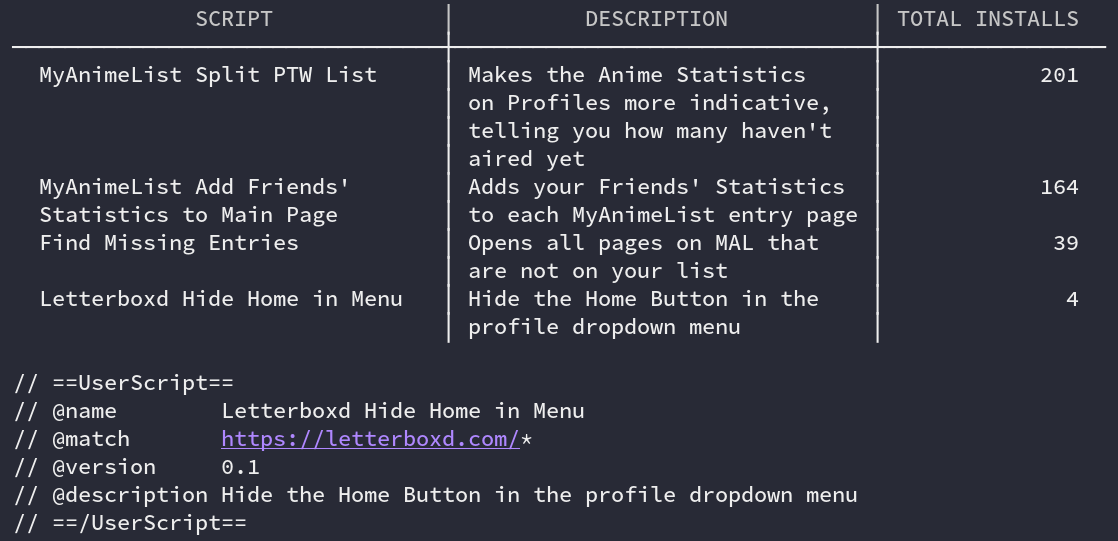 SCRIPT DESCRIPTION TOTAL INSTALLS
MyAnimeList Split PTW List Makes the Anime Statistics 201
on Profiles more indicative,
telling you how many haven't
aired yet
MyAnimeList Add Friends' Adds your Friends' Statistics 164
Statistics to Main Page to each MyAnimeList entry page
Find Missing Entries Opens all pages on MAL that 39
are not on your list
Letterboxd Hide Home in Menu Hide the Home Button in the 4
profile dropdown menu
// ==UserScript==
// @name Letterboxd Hide Home in Menu
// @match https://letterboxd.com/*
// @version 0.1
// @description Hide the Home Button in the profile dropdown menu
// ==/UserScript==